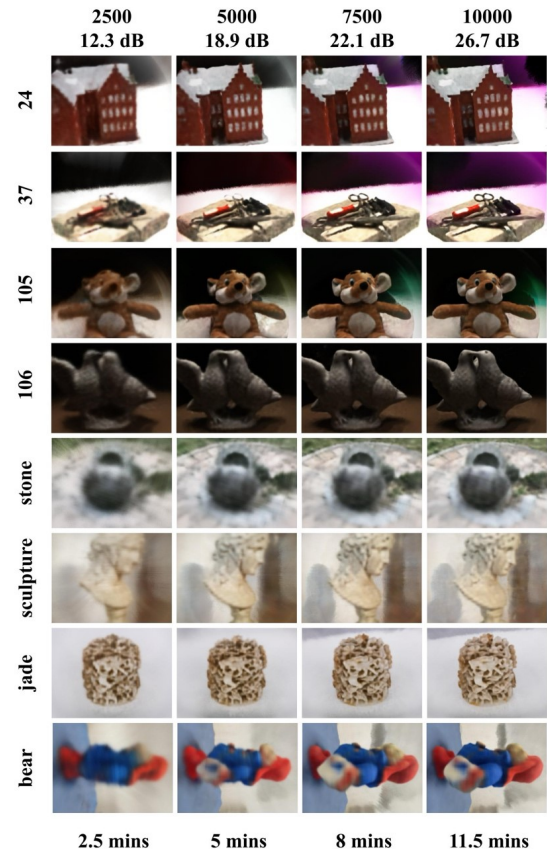 2500 5000 7500 10000
12.3 dB 18.9 dB 22.1 dB 26.7 dB
24
37
105
106
stone
sculpture
jade
bear
2.5 mins 5 mins 8 mins 11.5 mins